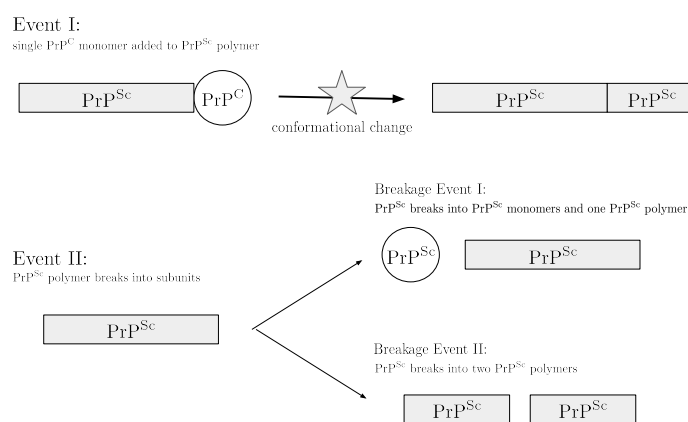 Event I:
single PrP^C monomer added to PrP^Sc polymer
PrP^Sc PrP^C PrP^Sc PrP^Sc
conformational change
Breakage Event I:
PrP^Sc breaks into PrP^Sc monomers and one PrP^Sc polymer
PrP^Sc PrP^Sc
Event II:
PrP^Sc polymer breaks into subunits
PrP^Sc
Breakage Event II:
PrP^Sc breaks into two PrP^Sc polymers
PrP^Sc PrP^Sc